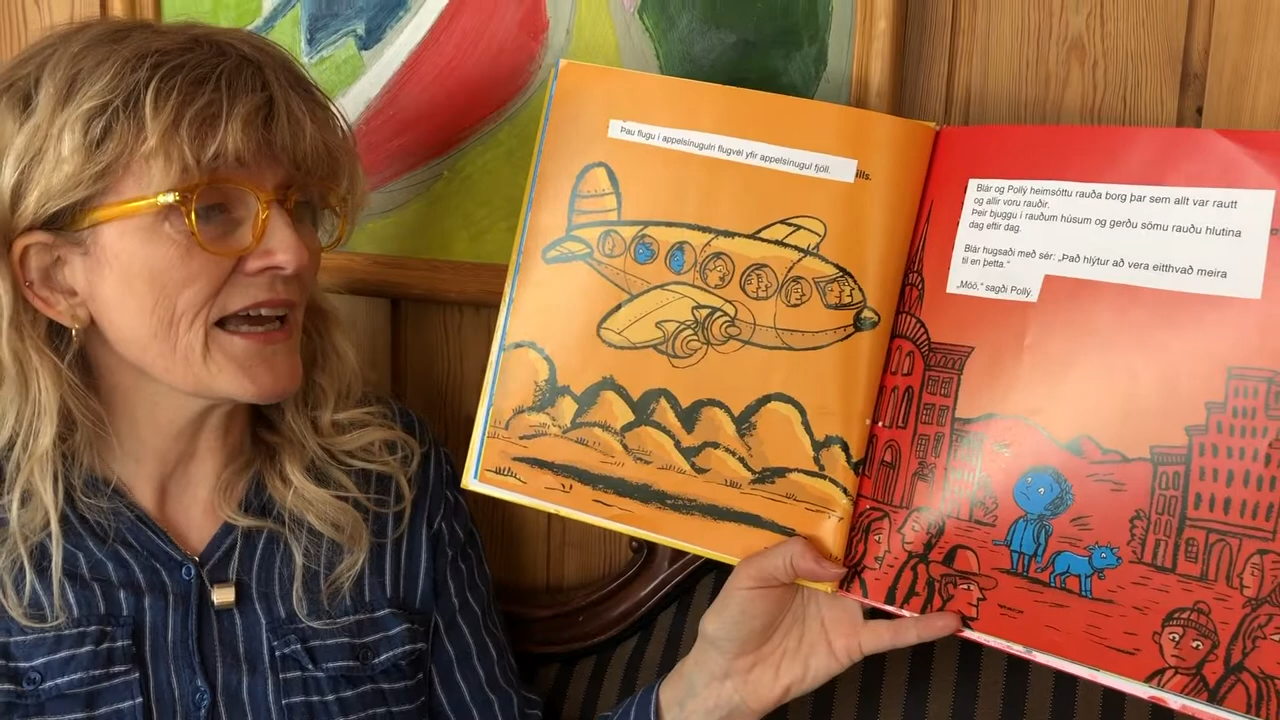 Þau flugu í appelsínugulri flugvél yfir appelsínugul fjöll.
ills.
Blár og Pollý heimsóttu rauða borg þar sem allt var rautt
og allir voru rauðir.
Þeir bjuggu í rauðum húsum og gerðu sömu rauðu hlutina
dag eftir dag.
Blár hugsaði með sér: „Það hlýtur að vera eitthvað meira
til en þetta.“
„Möö,“ sagði Pollý.